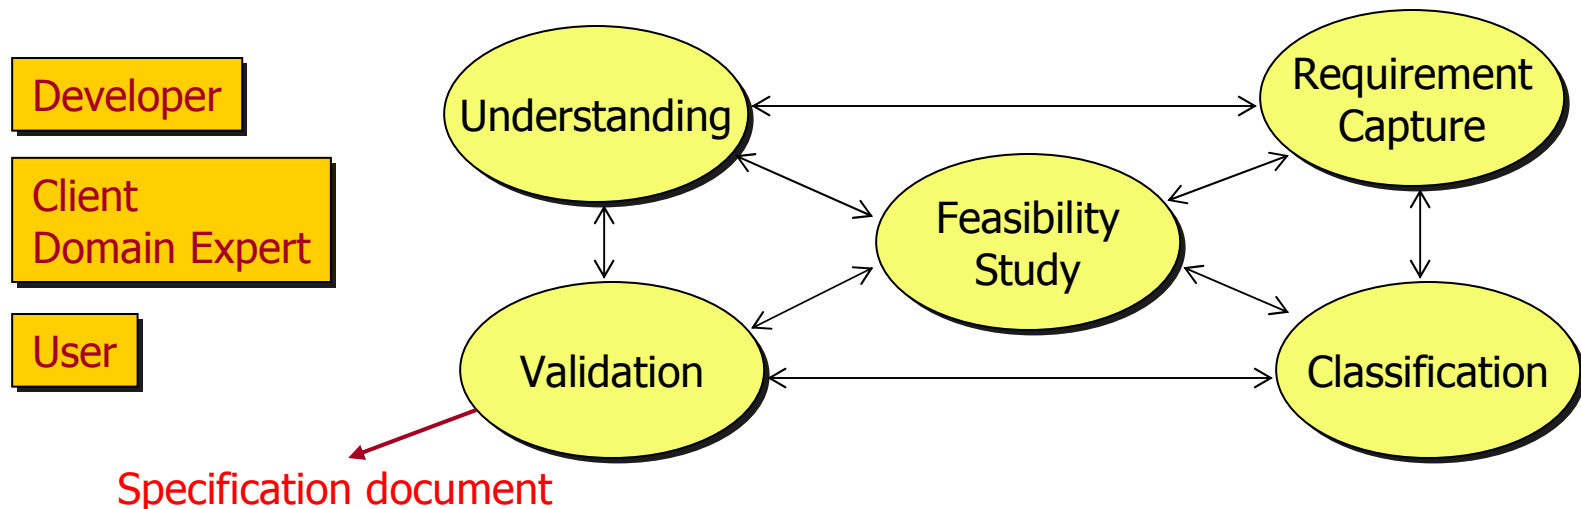 Developer
Client
Domain Expert
User
Understanding
Requirement
Capture
Feasibility
Study
Validation
Classification
Specification document